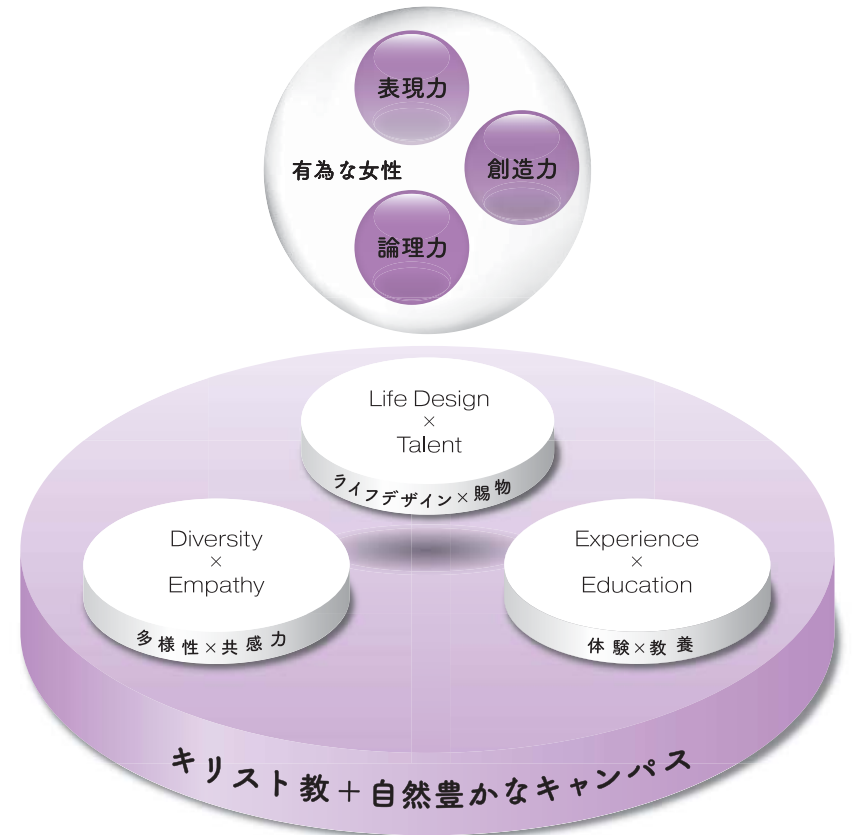 表現力
有為な女性
創造力
論理力
Life Design
×
Talent
ライフデザイン×賜物
Diversity
×
Empathy
多様性×共感力
Experience
×
Education
体験×教養
キリスト教＋自然豊かなキャンパス